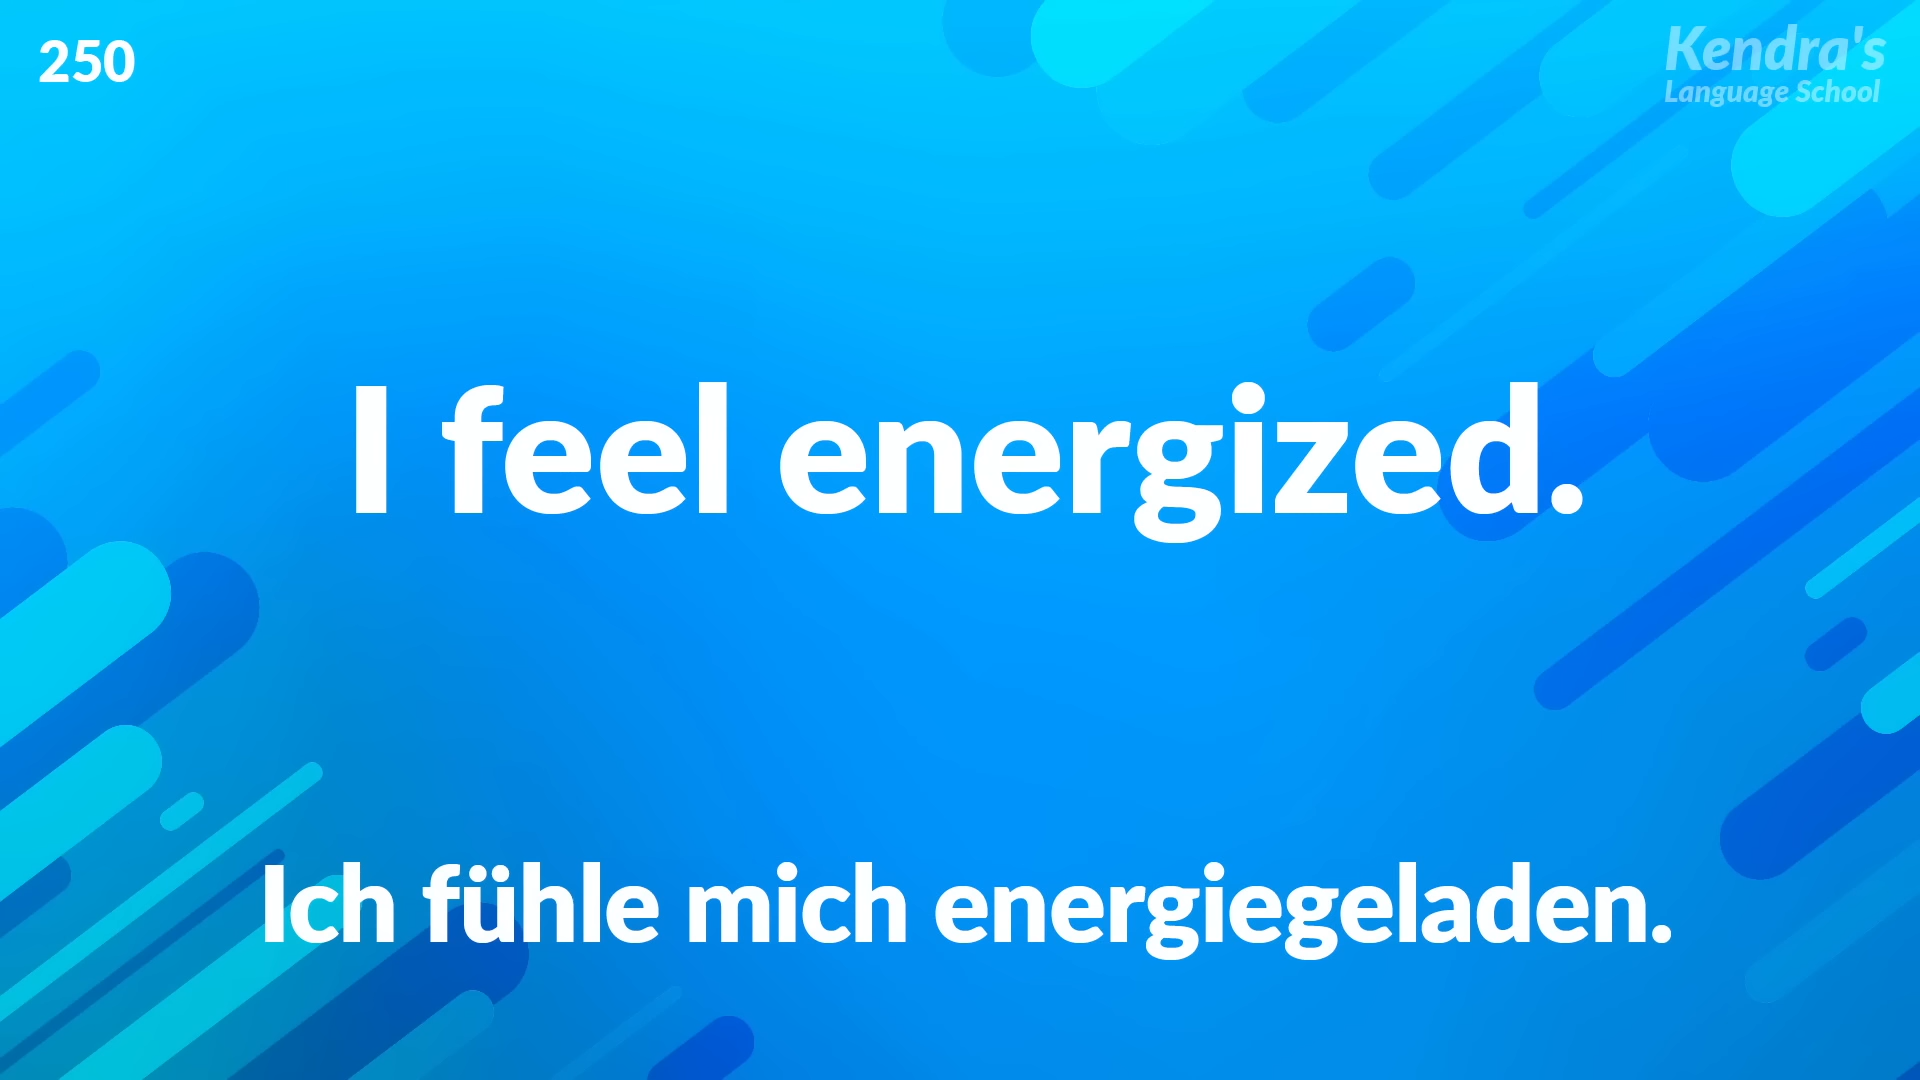 250
Kendra's
Language School
I feel energized.
Ich fühle mich energiegeladen.